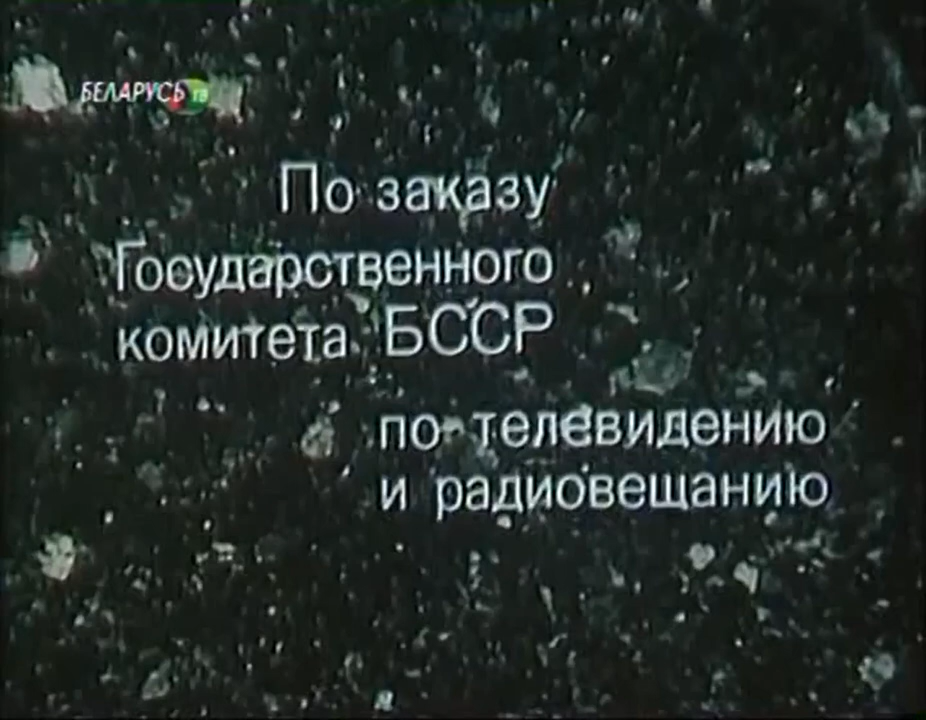 БЕЛАРУСЬ ТВ
По заказу
Государственного
комитета БССР
по телевидению
и радиовещанию